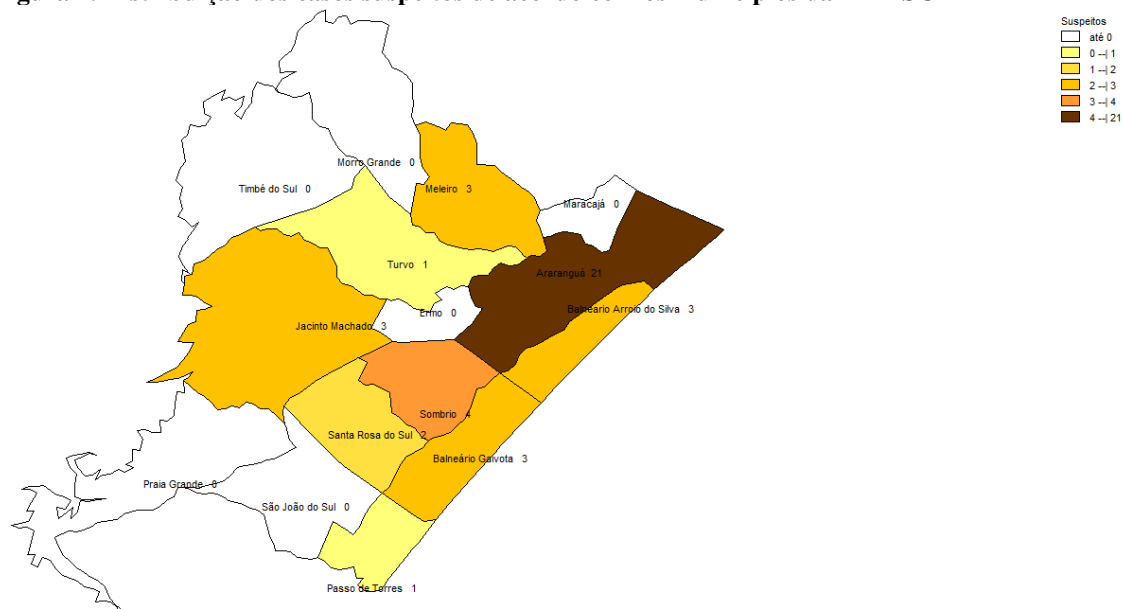 Suspeitos
até 0
0 --| 1
1 --| 2
2 --| 3
3 --| 4
4 --| 21
Morro Grande 0
Timbé do Sul 0
Meleiro 3
Maracajá 0
Turvo 1
Araranguá 21
Ermo 0
Balneário Arroio do Silva 3
Jacinto Machado 3
Sombrio 4
Santa Rosa do Sul 2
Balneário Gaivota 3
Praia Grande 0
São João do Sul 0
Passo de Torres 1